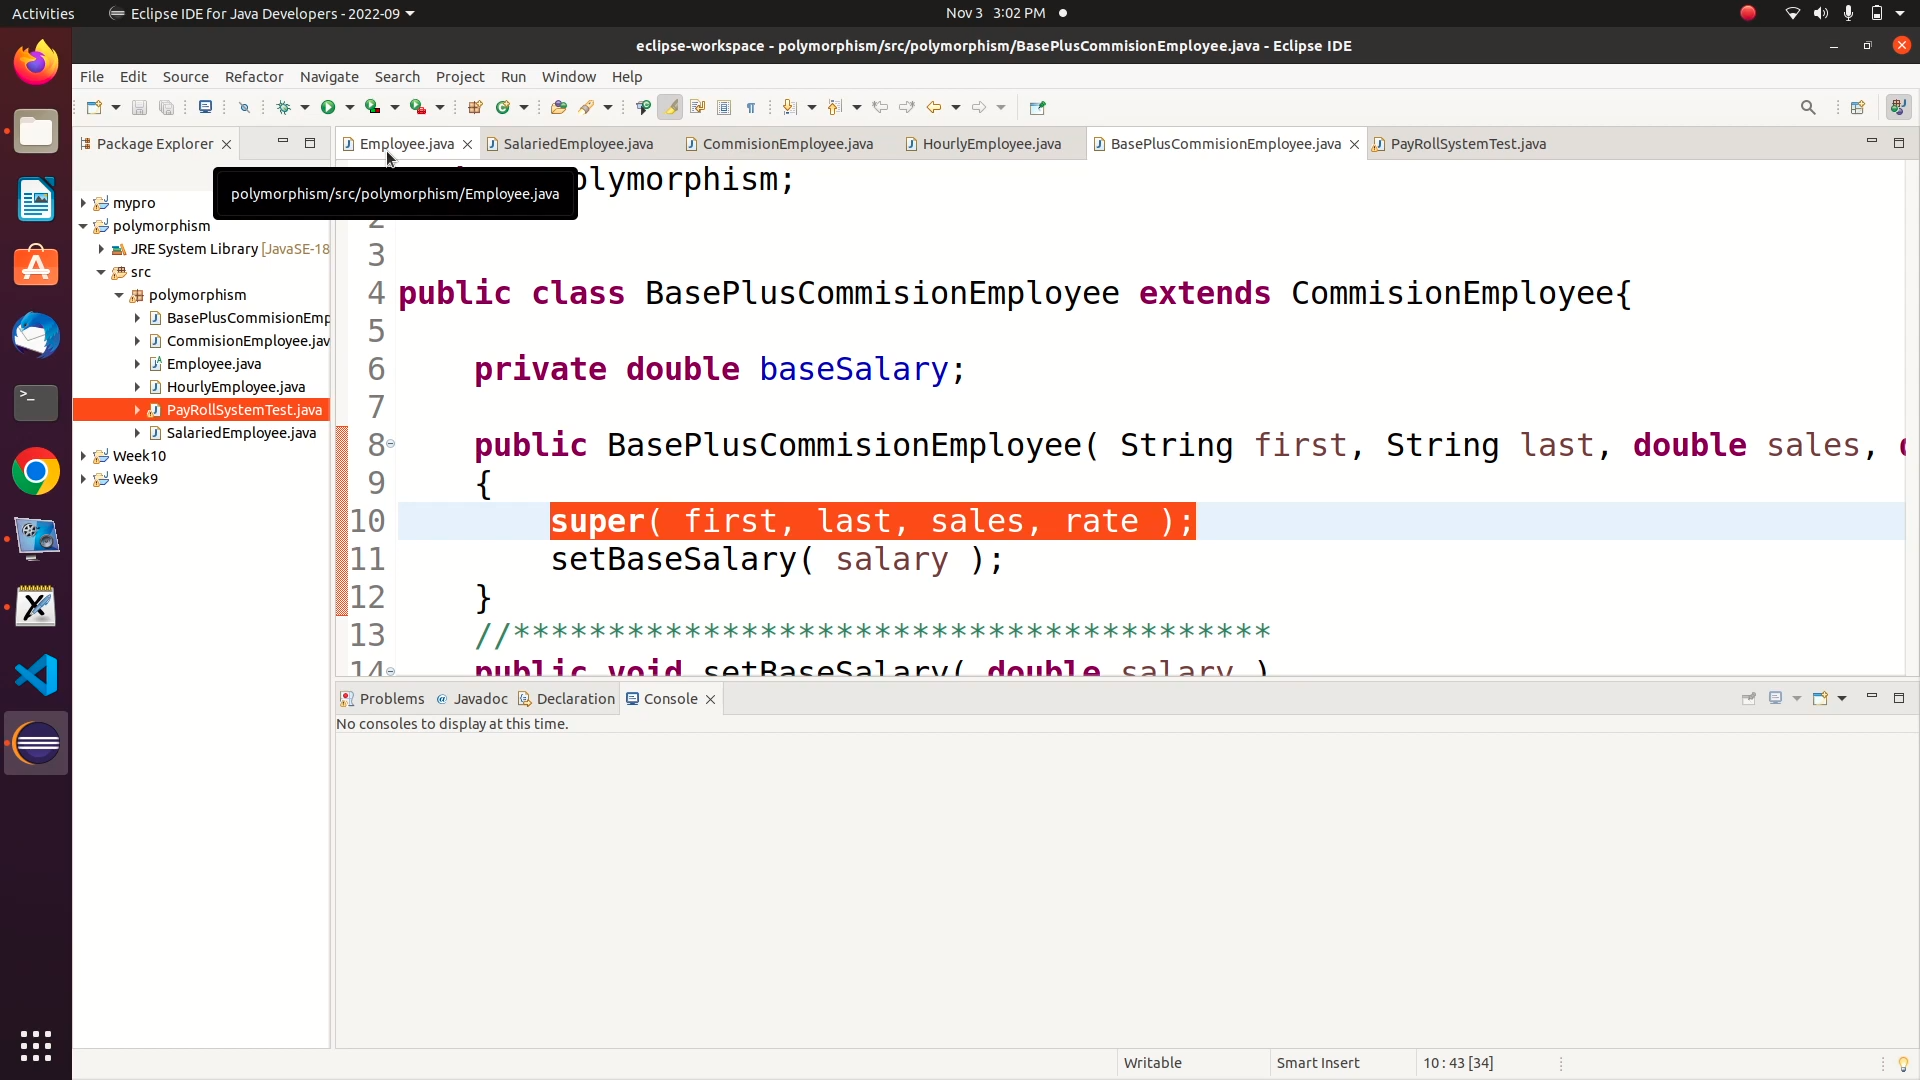 Activities
Eclipse IDE for Java Developers - 2022-09
Nov 3 3:02 PM
eclipse-workspace - polymorphism/src/polymorphism/BasePlusCommisionEmployee.java - Eclipse IDE
File Edit Source Refactor Navigate Search Project Run Window Help
Package Explorer
Employee.java
SalariedEmployee.java
CommisionEmployee.java
HourlyEmployee.java
BasePlusCommisionEmployee.java
PayRollSystemTest.java
polymorphism/src/polymorphism/Employee.java
mypro
polymorphism
JRE System Library [JavaSE-18
src
polymorphism
BasePlusCommisionEmp
CommisionEmployee.jav
Employee.java
HourlyEmployee.java
PayRollSystemTest.java
SalariedEmployee.java
Week10
Week9
olymorphism;
2
3
4 public class BasePlusCommisionEmployee extends CommisionEmployee{
5
6 private double baseSalary;
7
8 public BasePlusCommisionEmployee( String first, String last, double sales,
9 {
10 super( first, last, sales, rate );
11 setBaseSalary( salary );
12 }
13 //****************************************
14 public void setBaseSalary( double salary )
Problems
Javadoc
Declaration
Console
No consoles to display at this time.
Writable
Smart Insert
10 : 43 [34]